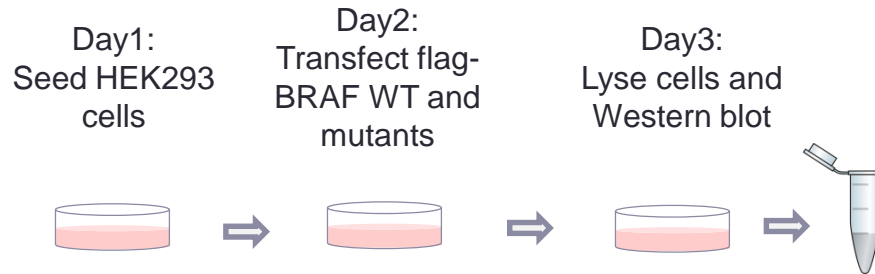 Day1:
Seed HEK293
cells
Day2:
Transfect flag-
BRAF WT and
mutants
Day3:
Lyse cells and
Western blot